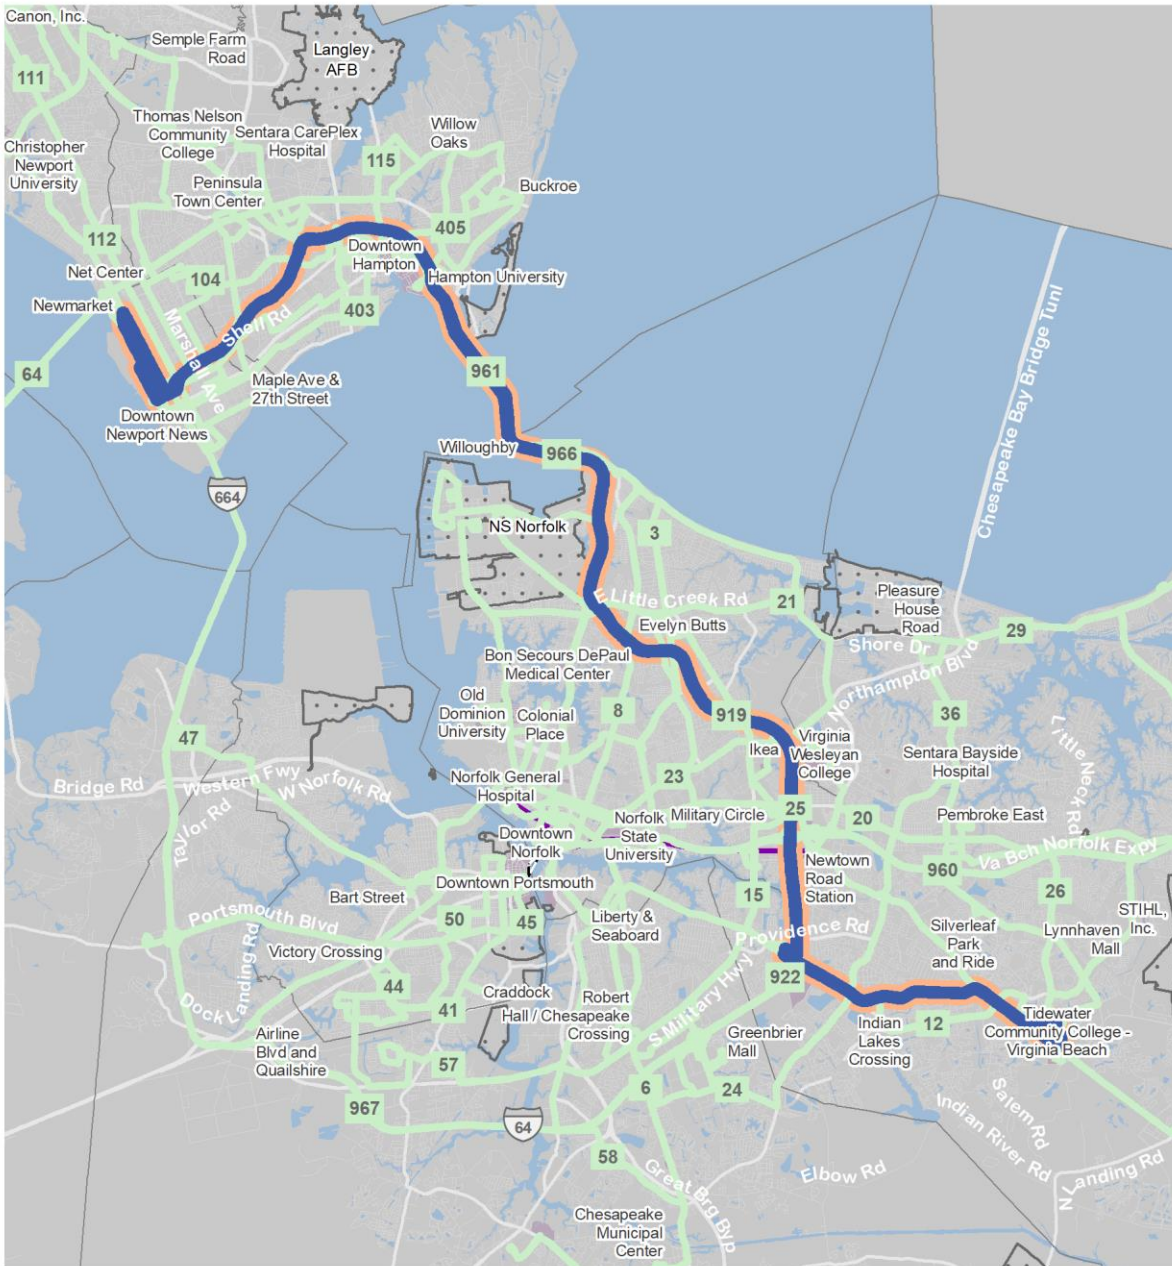 Canon, Inc.
Semple Farm
Road
Langley
AFB
111
Thomas Nelson
Community
College
Sentara CarePlex
Hospital
Willow
Oaks
115
Christopher
Newport
University
Peninsula
Town Center
Buckroe
405
112
Downtown
Hampton
Net Center
104
Hampton University
Newmarket
403
Shell Rd
Marshall Ave
64
961
Maple Ave &
27th Street
Downtown
Newport News
Chesapeake Bay Bridge Tunl
Willoughby
966
664
NS Norfolk
3
E Little Creek Rd
21
Pleasure
House
Road
Evelyn Butts
29
Shore Dr
Bon Secours DePaul
Medical Center
Northampton Blvd
Old
Dominion
University
Colonial
Place
8
919
36
47
Ikea
Virginia
Wesleyan
College
Sentara Bayside
Hospital
Little Neck Rd
Bridge Rd
Western Fwy
W Norfolk Rd
Norfolk General
Hospital
23
Taylor Rd
Norfolk
State
University
Military Circle
25
20
Pembroke East
Downtown
Norfolk
Va Bch Norfolk Expy
Newtown
Road
Station
960
Downtown Portsmouth
Bart Street
15
26
50
45
Liberty &
Seaboard
STIHL,
Inc.
Portsmouth Blvd
Providence Rd
Silverleaf
Park
and Ride
Lynnhaven
Mall
Victory Crossing
922
Dock Landing Rd
44
Craddock
S Military Hwy
41
Robert
Hall / Chesapeake
Crossing
Tidewater
Community College -
Virginia Beach
Indian
Lakes
Crossing
12
Airline
Blvd and
Quailshire
Greenbrier
Mall
57
6
24
967
64
Salem Rd
Indian River Rd
58
Elbow Rd
N Landing Rd
Great Brg Byp
Chesapeake
Municipal
Center